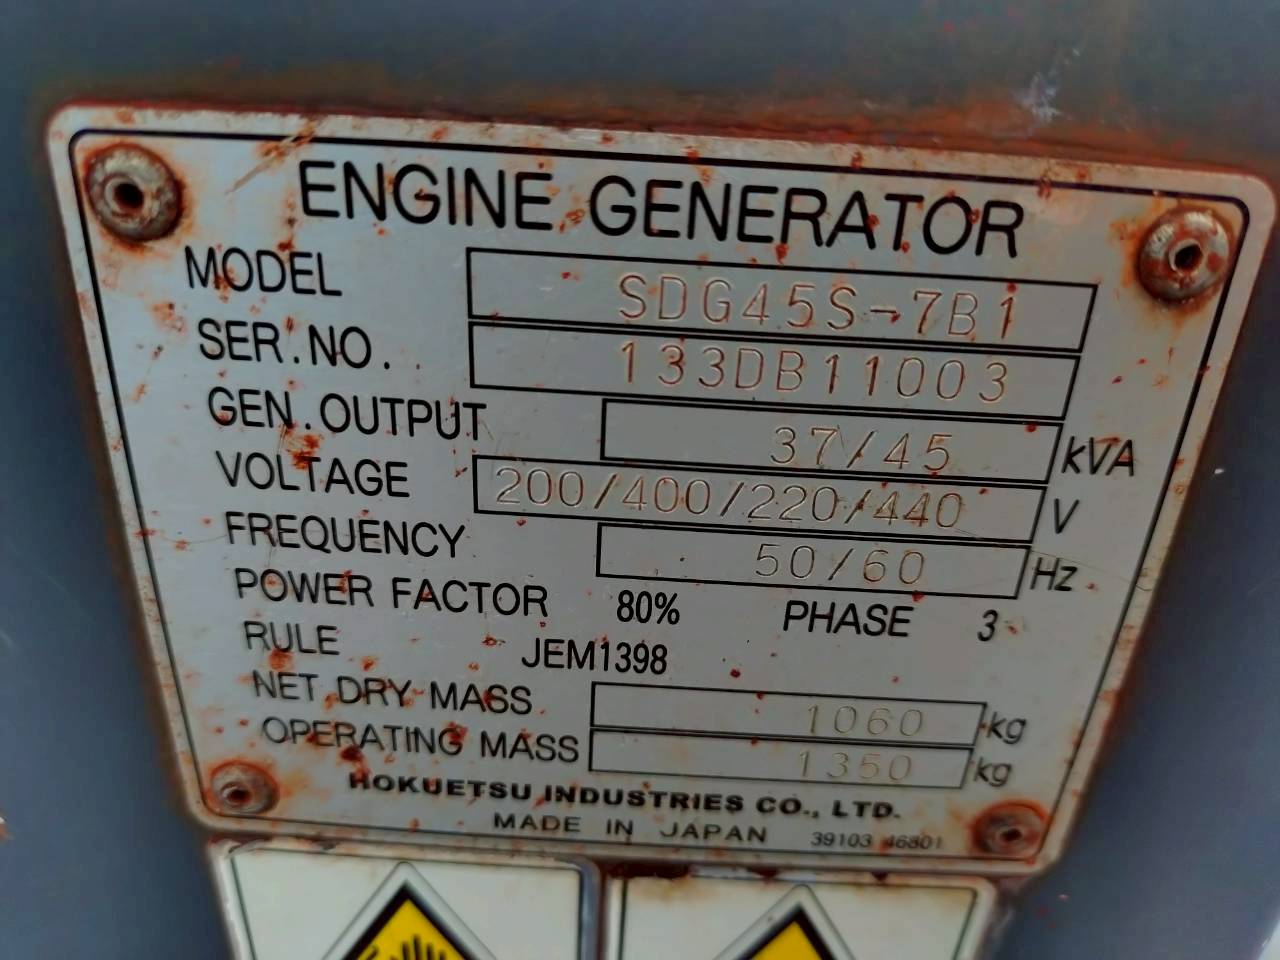 ENGINE GENERATOR
MODEL SDG45S-7B1
SER.NO. 133DB11003
GEN.OUTPUT 37/45 kVA
VOLTAGE 200/400/220/440 V
FREQUENCY 50/60 Hz
POWER FACTOR 80% PHASE 3
RULE JEM1398
NET DRY MASS 1060 kg
OPERATING MASS 1350 kg
HOKUETSU INDUSTRIES CO., LTD.
MADE IN JAPAN 39103 46801